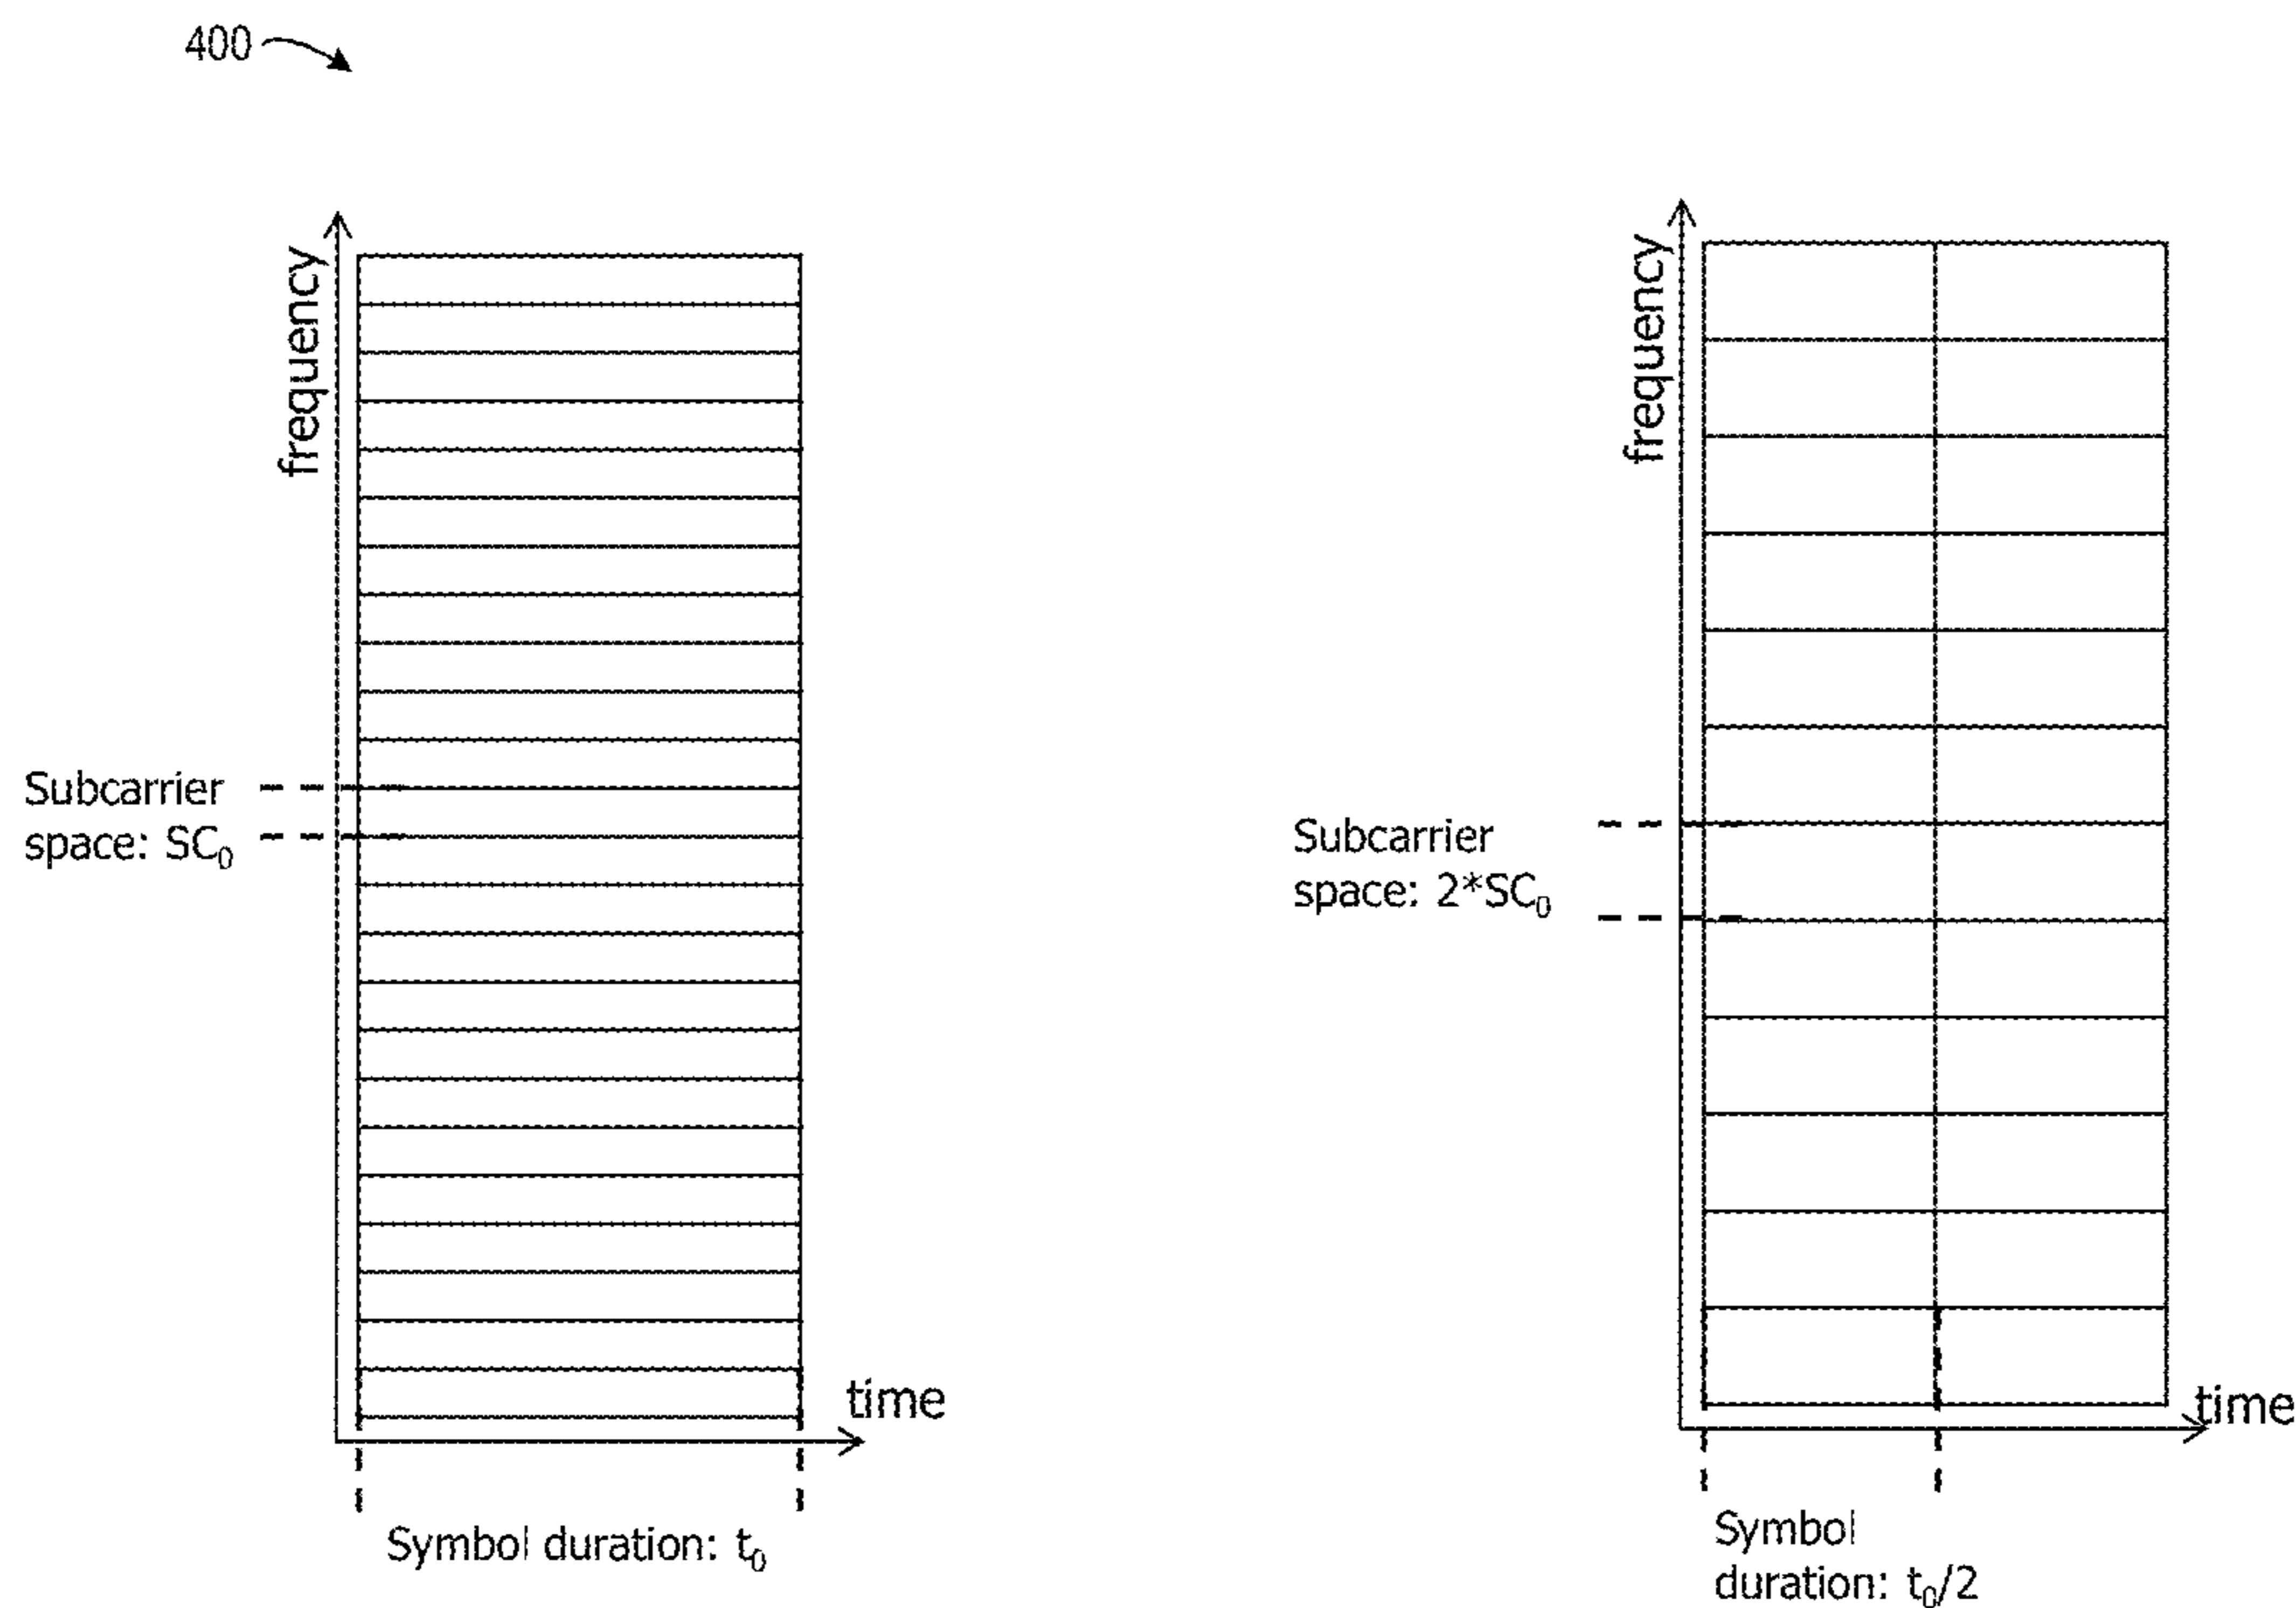 400
frequency
Subcarrier
space: SC₀
time
Symbol duration: t₀
frequency
Subcarrier
space: 2*SC₀
time
Symbol
duration: t₀/2